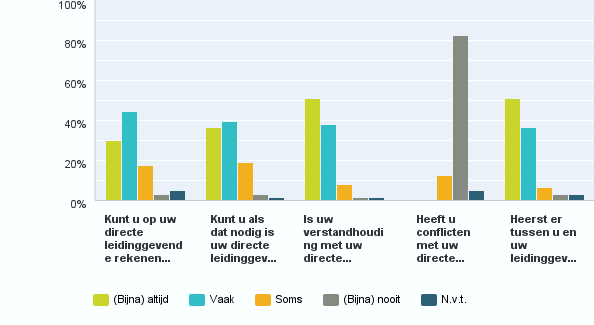 100%
80%
60%
40%
20%
0%
Kunt u op uw
directe
leidinggevend
e rekenen...
Kunt u als
dat nodig is
uw directe
leidinggev...
Is uw
verstandhoudi
ng met uw
directe...
Heeft u
conflicten
met uw
directe...
Heerst er
tussen u en
uw
leidinggev...
(Bijna) altijd
Vaak
Soms
(Bijna) nooit
N.v.t.